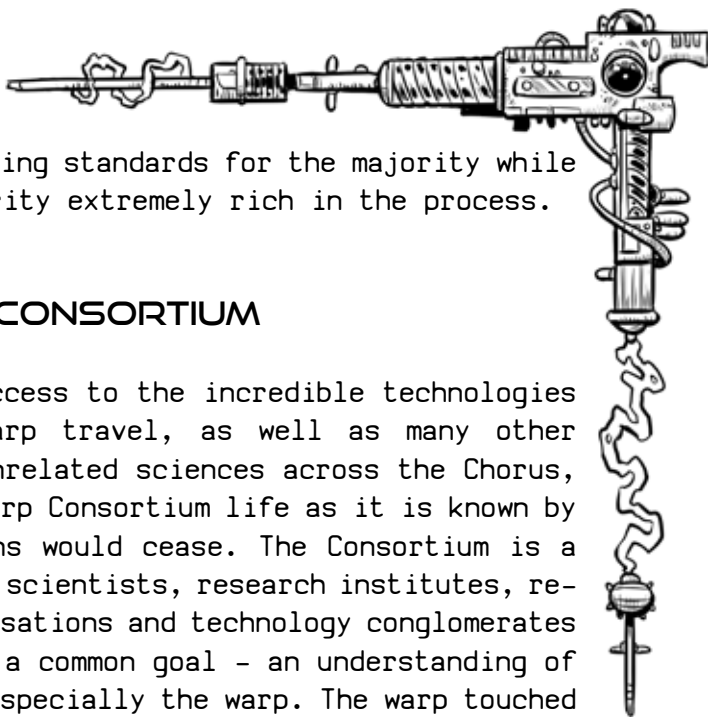 ing standards for the majority while
rity extremely rich in the process.
CONSORTIUM
ccess to the incredible technologies
arp travel, as well as many other
nrelated sciences across the Chorus,
rp Consortium life as it is known by
ns would cease. The Consortium is a
scientists, research institutes, re-
sations and technology conglomerates
a common goal - an understanding of
specially the warp. The warp touched